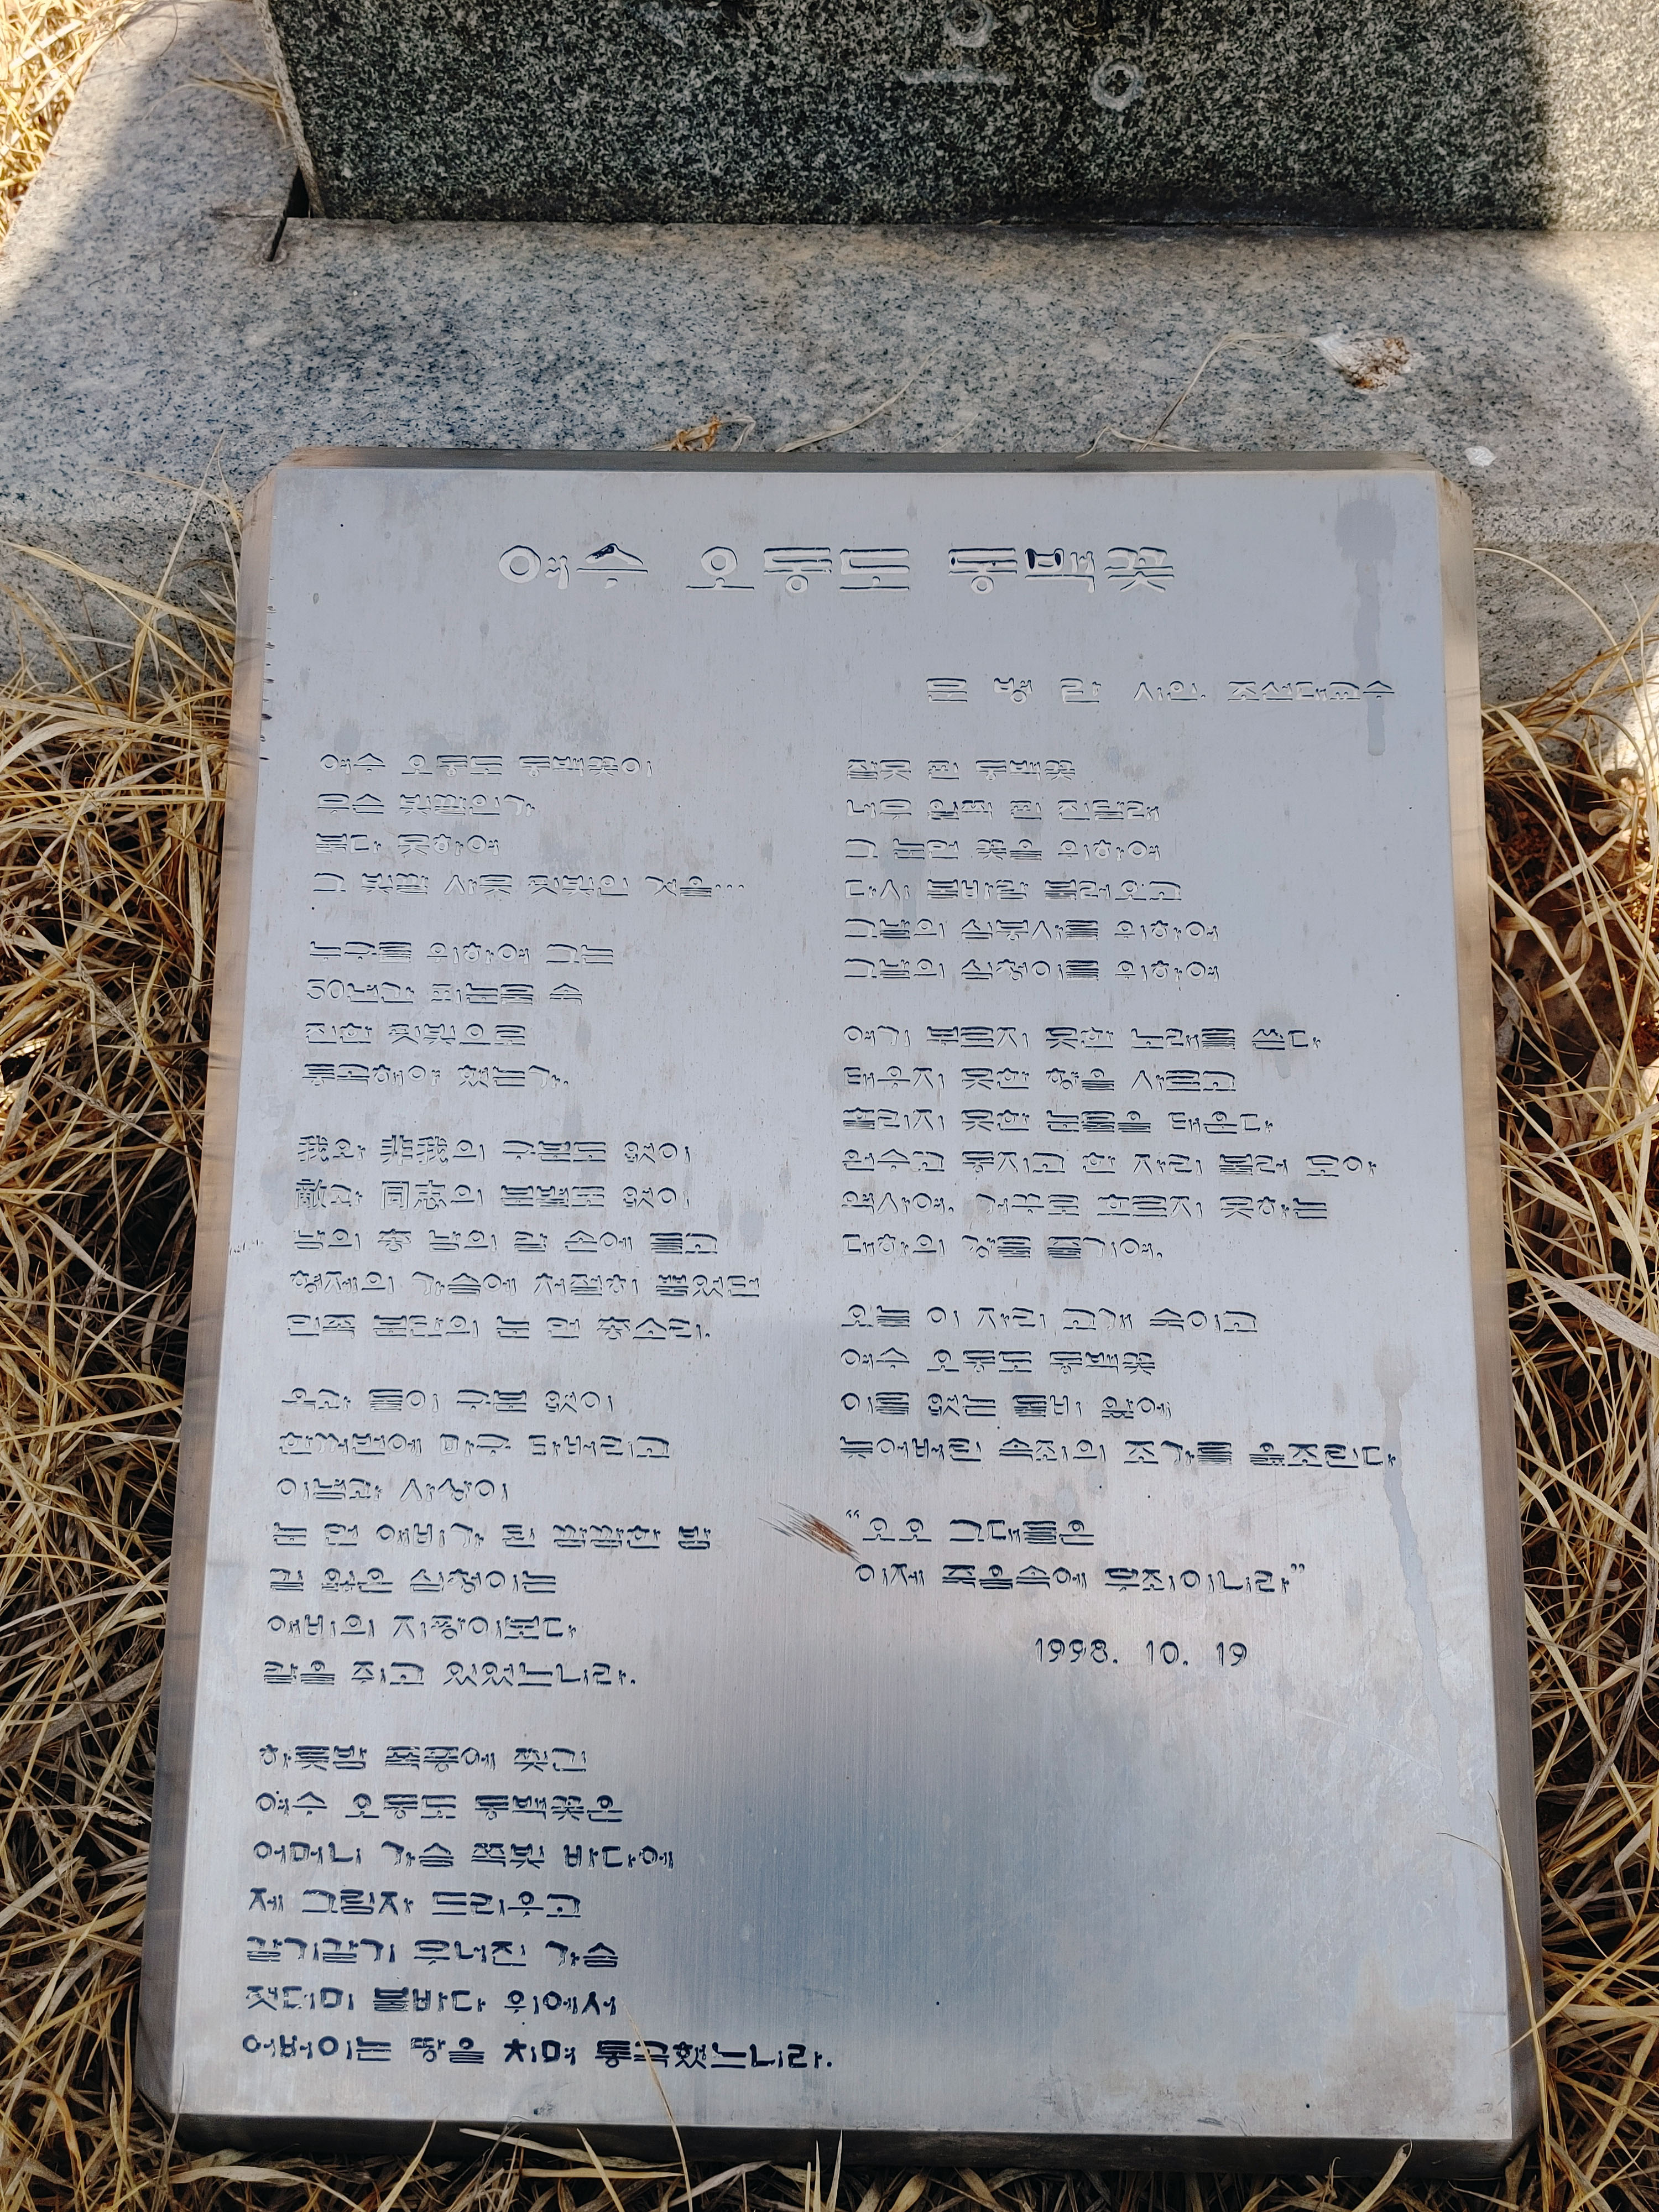 여수 오동도 동백꽃
문 병 란 시인. 조선대교수
여수 오동도 동백꽃이
무슨 빛깔인가
붉다 못하여
그 빛깔 사뭇 핏빛인 것을…
누구를 위하여 그는
50년간 피눈물 속
진한 핏빛으로
통곡해야 했는가.
我와 非我의 구분도 없이
敵과 同志의 분별도 없이
남의 총 남의 칼 손에 들고
형제의 가슴에 처절히 뿜었던
민족 분단의 눈 먼 총소리.
옥과 돌이 구분 없이
한꺼번에 마구 타버리고
이념과 사상이
눈 먼 애비가 된 깜깜한 밤
길 잃은 심청이는
애비의 지팡이보다
칼을 쥐고 있었느니라.
하룻밤 폭풍에 찢긴
여수 오동도 동백꽃은
어머니 가슴 쪽빛 바다에
제 그림자 드리우고
갈기갈기 무너진 가슴
잿더미 불바다 위에서
어버이는 땅을 치며 통곡했느니라.
잘못 핀 동백꽃
너무 일찍 핀 진달래
그 눈먼 꽃을 위하여
다시 봄바람 불러오고
그날의 심봉사를 위하여
그날의 심청이를 위하여
여기 부르지 못한 노래를 쓴다
태우지 못한 향을 사르고
흘리지 못한 눈물을 태운다
원수고 동지고 한 자리 불러 모아
역사여, 거꾸로 흐르지 못하는
대하의 강물 줄기여.
오늘 이 자리 고개 숙이고
여수 오동도 동백꽃
이름 없는 돌비 앞에
늦어버린 속죄의 조가를 읊조린다
“오오 그대들은
이제 죽음속에 무죄이니라”
1998. 10. 19